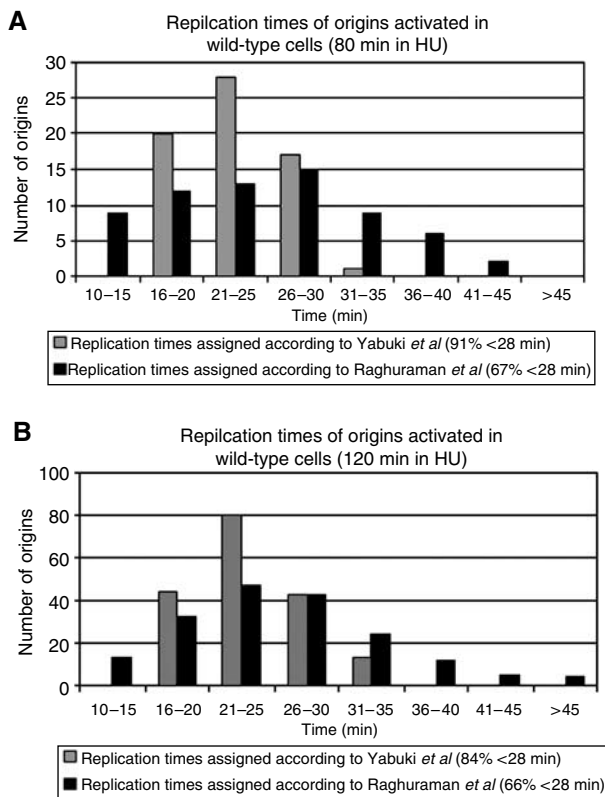 A
Repilcation times of origins activated in
wild-type cells (80 min in HU)
Number of origins
30
25
20
15
10
5
0
10–15 16–20 21–25 26–30 31–35 36–40 41–45 >45
Time (min)
Replication times assigned according to Yabuki et al (91% <28 min)
Replication times assigned according to Raghuraman et al (67% <28 min)
B
Repilcation times of origins activated in
wild-type cells (120 min in HU)
Number of origins
100
80
60
40
20
0
10–15 16–20 21–25 26–30 31–35 36–40 41–45 >45
Time (min)
Replication times assigned according to Yabuki et al (84% <28 min)
Replication times assigned according to Raghuraman et al (66% <28 min)